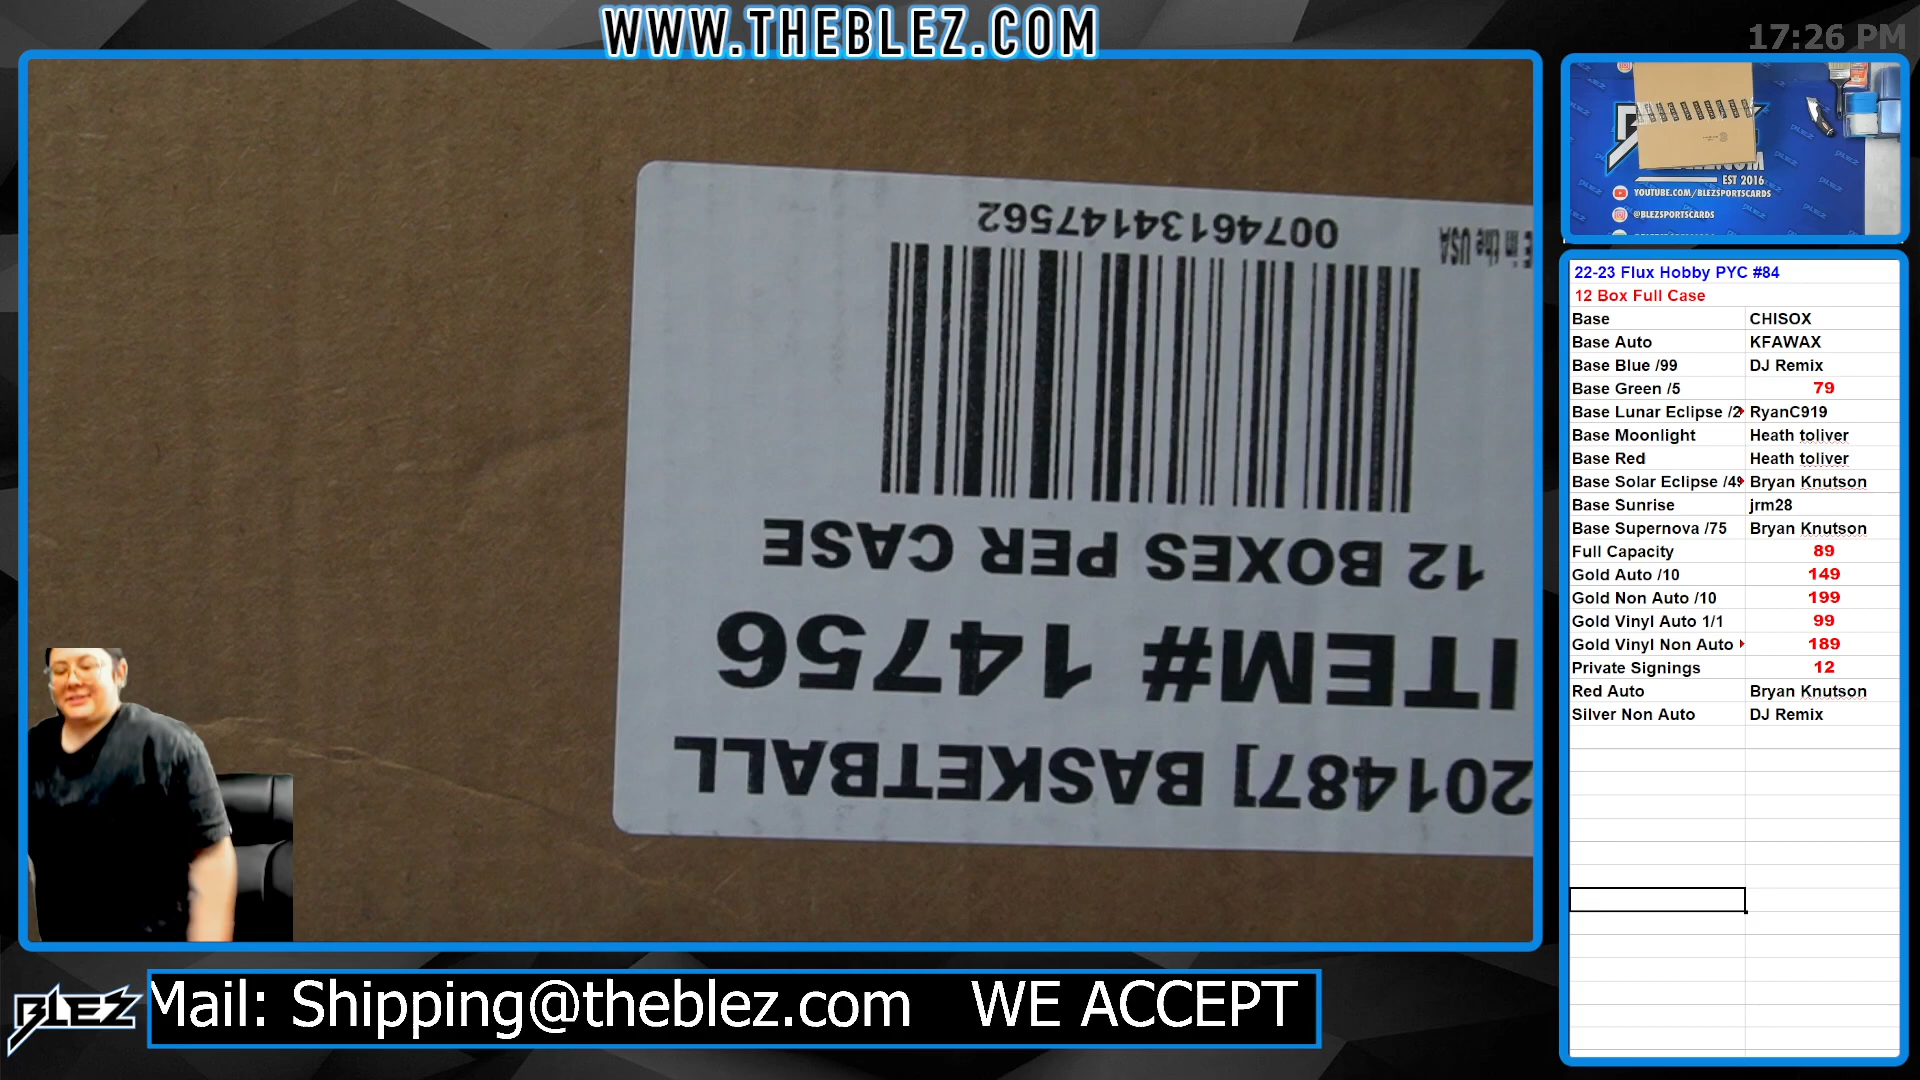 WWW.THEBLEZ.COM
17:26 PM
EST 2016
YOUTUBE.COM/BLEZSPORTSCARDS
@BLEZSPORTSCARDS
00746134147562
E in the USA
12 BOXES PER CASE
ITEM# 14756
201487] BASKETBALL
22-23 Flux Hobby PYC #84
12 Box Full Case
Base CHISOX
Base Auto KFAWAX
Base Blue /99 DJ Remix
Base Green /5 79
Base Lunar Eclipse /2 RyanC919
Base Moonlight Heath toliver
Base Red Heath toliver
Base Solar Eclipse /49 Bryan Knutson
Base Sunrise jrm28
Base Supernova /75 Bryan Knutson
Full Capacity 89
Gold Auto /10 149
Gold Non Auto /10 199
Gold Vinyl Auto 1/1 99
Gold Vinyl Non Auto 189
Private Signings 12
Red Auto Bryan Knutson
Silver Non Auto DJ Remix
BLEZ
Mail: Shipping@theblez.com WE ACCEPT